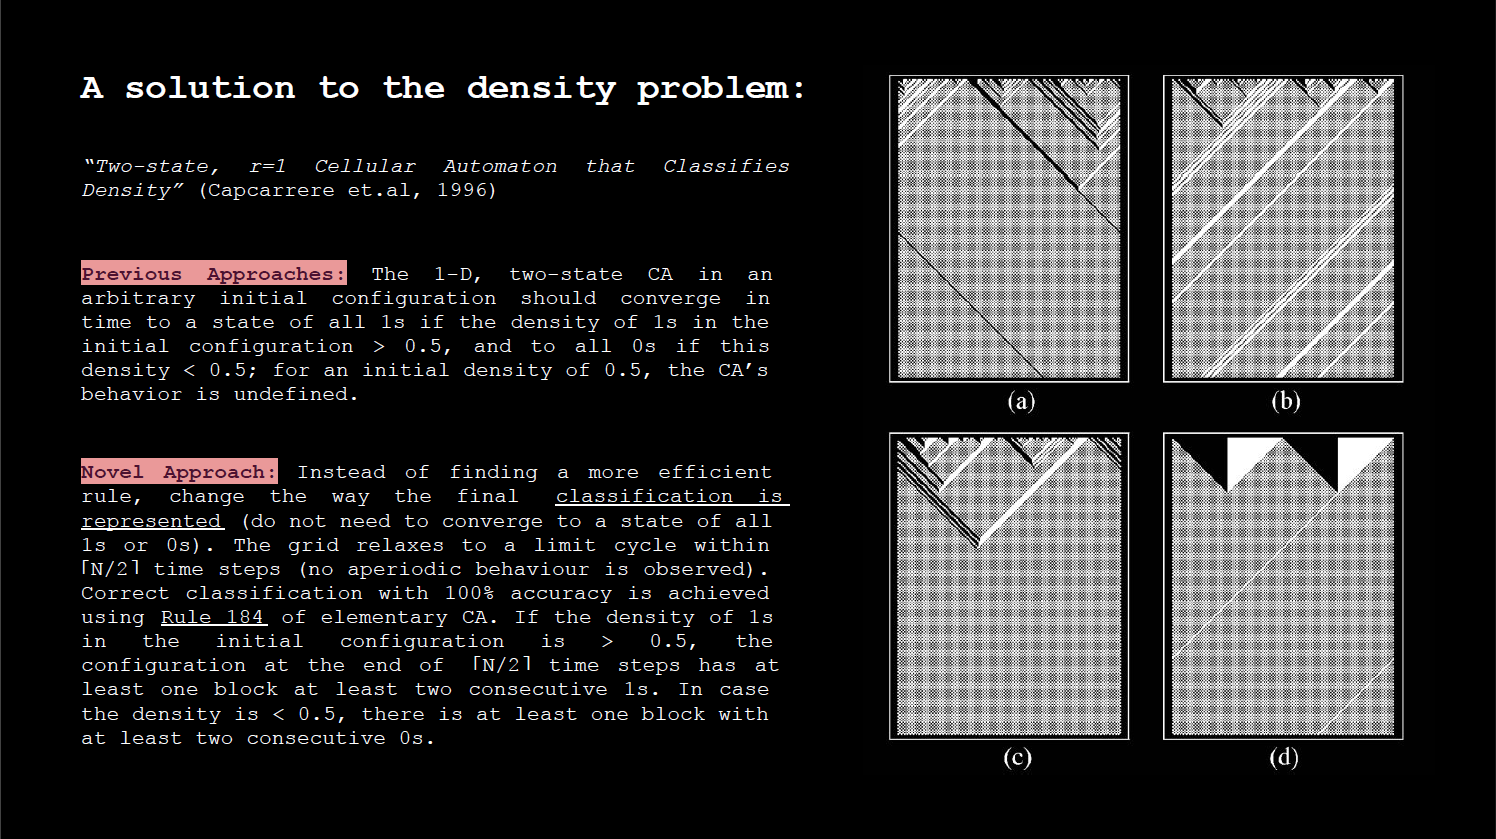 A solution to the density problem:
“Two-state, r=1 Cellular Automaton that Classifies
Density” (Capcarrere et.al, 1996)
Previous Approaches: The 1-D, two-state CA in an
arbitrary initial configuration should converge in
time to a state of all 1s if the density of 1s in the
initial configuration > 0.5, and to all 0s if this
density < 0.5; for an initial density of 0.5, the CA’s
behavior is undefined.
Novel Approach: Instead of finding a more efficient
rule, change the way the final classification is
represented (do not need to converge to a state of all
1s or 0s). The grid relaxes to a limit cycle within
⌈N/2⌉ time steps (no aperiodic behaviour is observed).
Correct classification with 100% accuracy is achieved
using Rule 184 of elementary CA. If the density of 1s
in the initial configuration is > 0.5, the
configuration at the end of ⌈N/2⌉ time steps has at
least one block at least two consecutive 1s. In case
the density is < 0.5, there is at least one block with
at least two consecutive 0s.
(a)
(b)
(c)
(d)